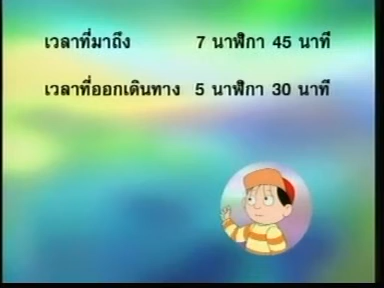 เวลาที่มาถึง 7 นาฬิกา 45 นาที
เวลาที่ออกเดินทาง 5 นาฬิกา 30 นาที